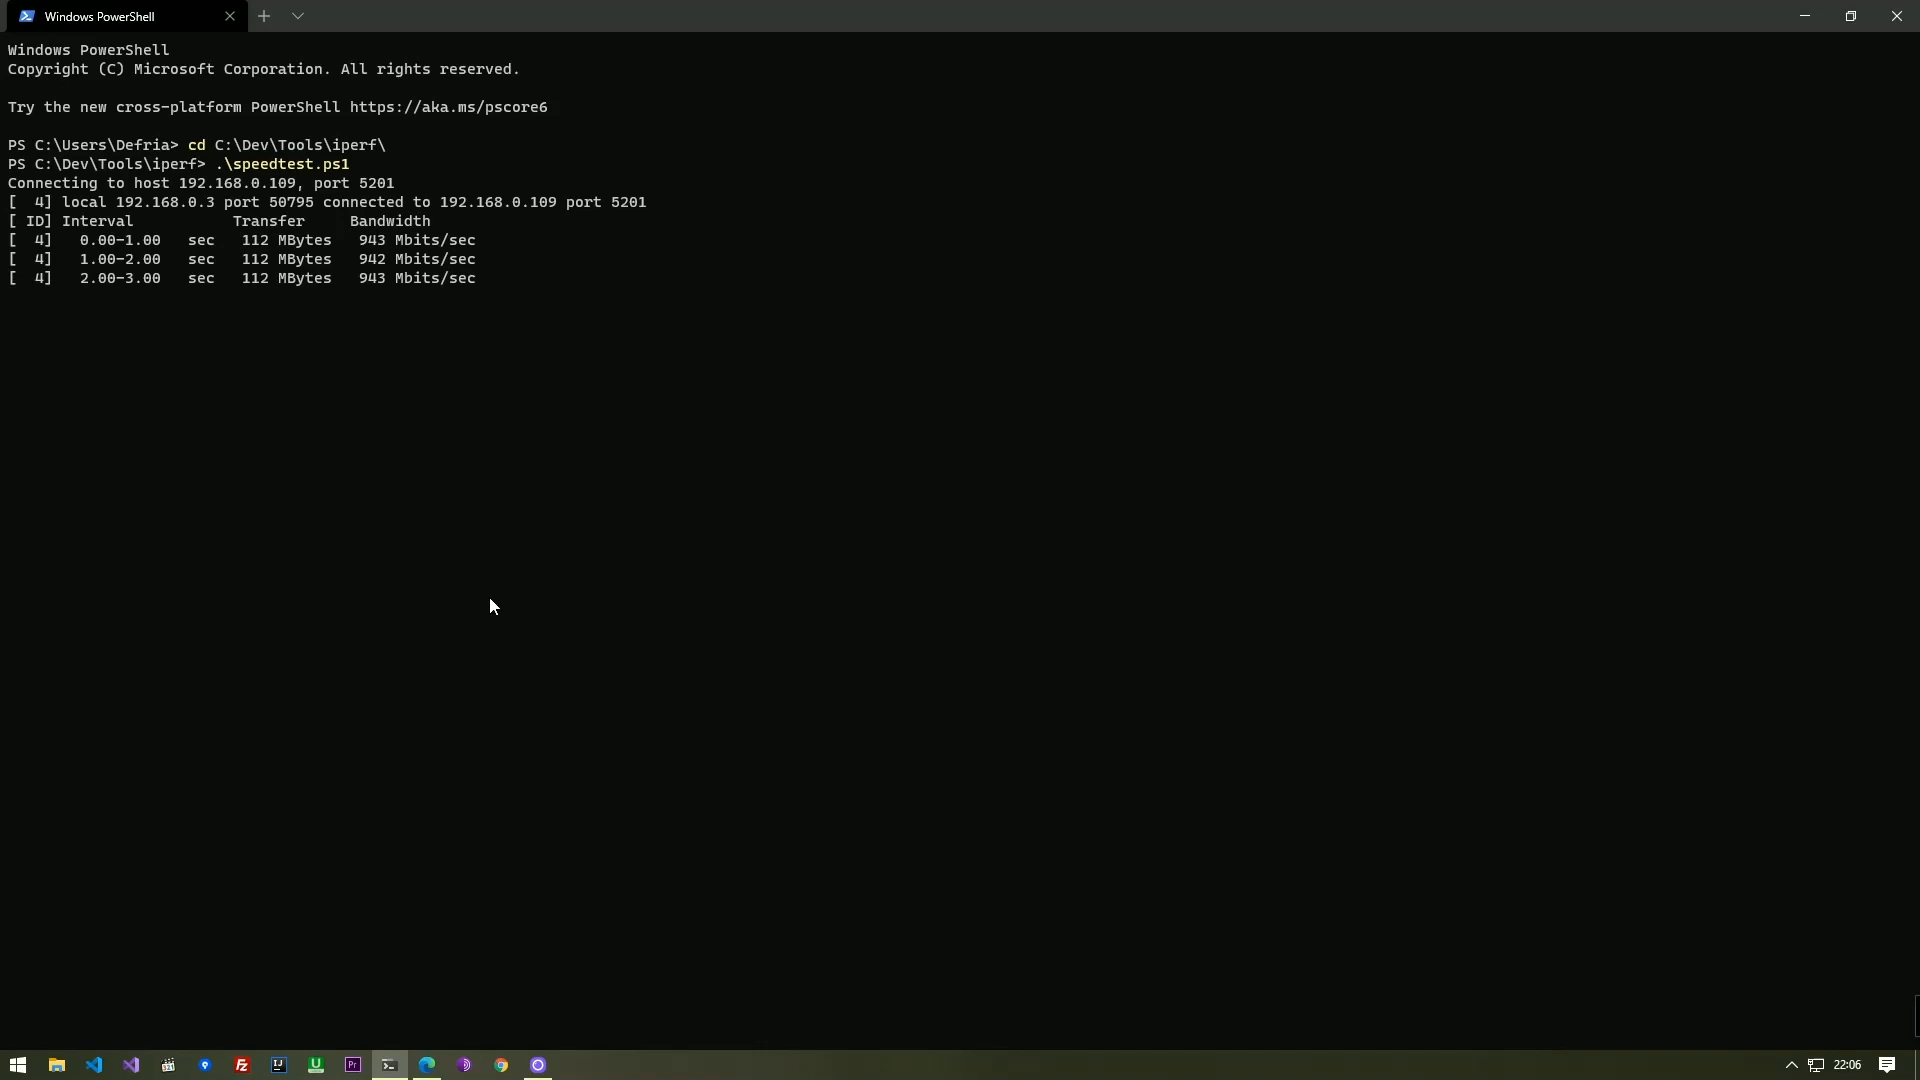 Windows PowerShell
Windows PowerShell
Copyright (C) Microsoft Corporation. All rights reserved.
Try the new cross-platform PowerShell https://aka.ms/pscore6
PS C:\Users\Defria> cd C:\Dev\Tools\iperf\
PS C:\Dev\Tools\iperf> .\speedtest.ps1
Connecting to host 192.168.0.109, port 5201
[  4] local 192.168.0.3 port 50795 connected to 192.168.0.109 port 5201
[ ID] Interval           Transfer     Bandwidth
[  4]   0.00-1.00   sec   112 MBytes   943 Mbits/sec
[  4]   1.00-2.00   sec   112 MBytes   942 Mbits/sec
[  4]   2.00-3.00   sec   112 MBytes   943 Mbits/sec
Fz IJ U Pr 22:06